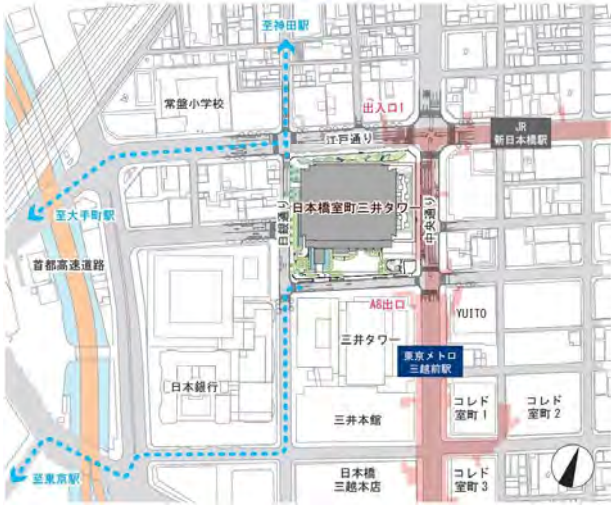 至神田駅
常盤小学校
出入口1
江戸通り
JR
新日本橋駅
至大手町駅
日銀通り
日本橋室町三井タワー
中央通り
首都高速道路
A8出口
YUITO
三井タワー
東京メトロ
三越前駅
日本銀行
コレド
室町1
コレド
室町2
三井本館
至東京駅
日本橋
三越本店
コレド
室町3